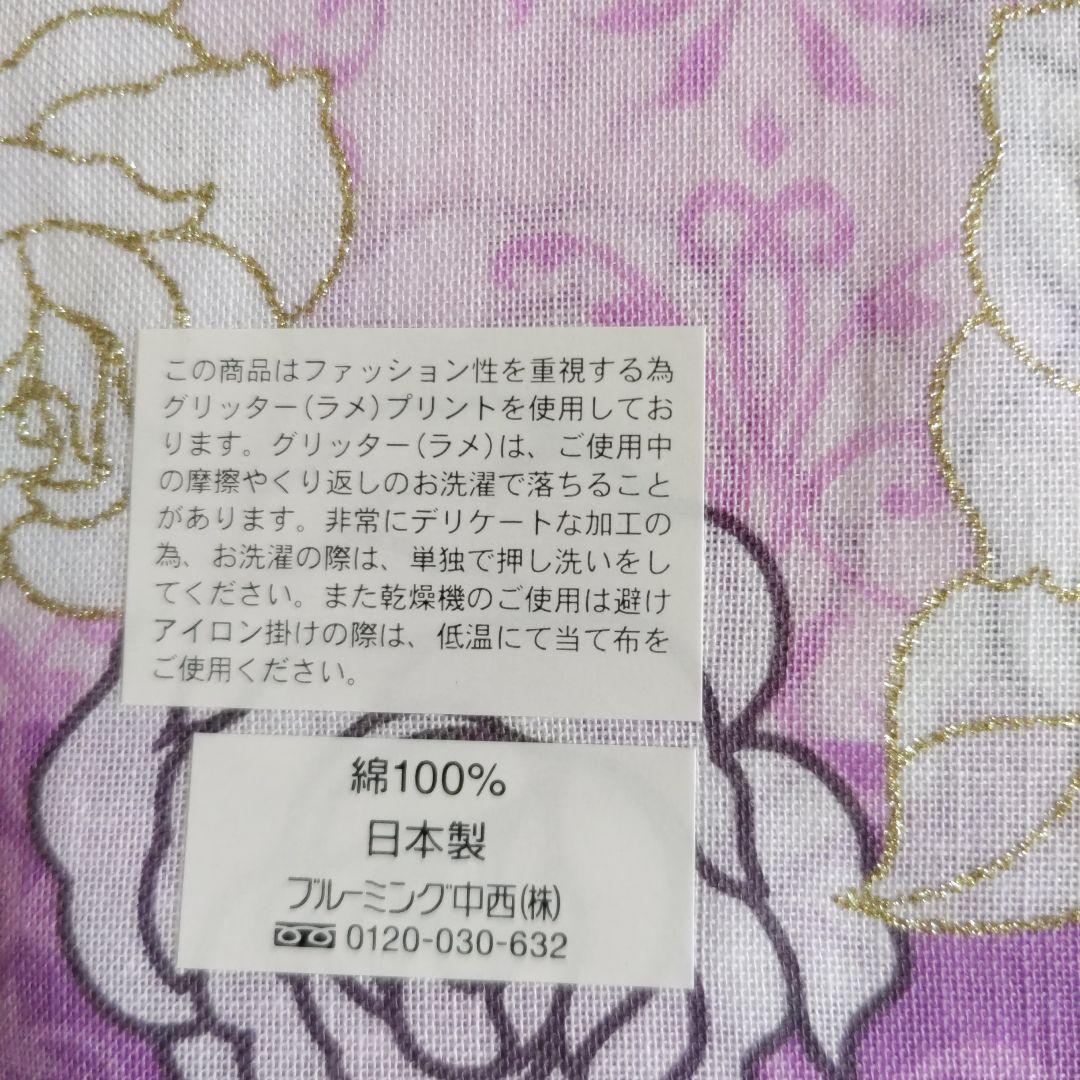 この商品はファッション性を重視する為
グリッター(ラメ)プリントを使用してお
ります。グリッター(ラメ)は、ご使用中
の摩擦やくり返しのお洗濯で落ちること
があります。非常にデリケートな加工の
為、お洗濯の際は、単独で押し洗いをし
てください。また乾燥機のご使用は避け
アイロン掛けの際は、低温にて当て布を
ご使用ください。
綿100%
日本製
ブルーミング中西(株)
0120-030-632